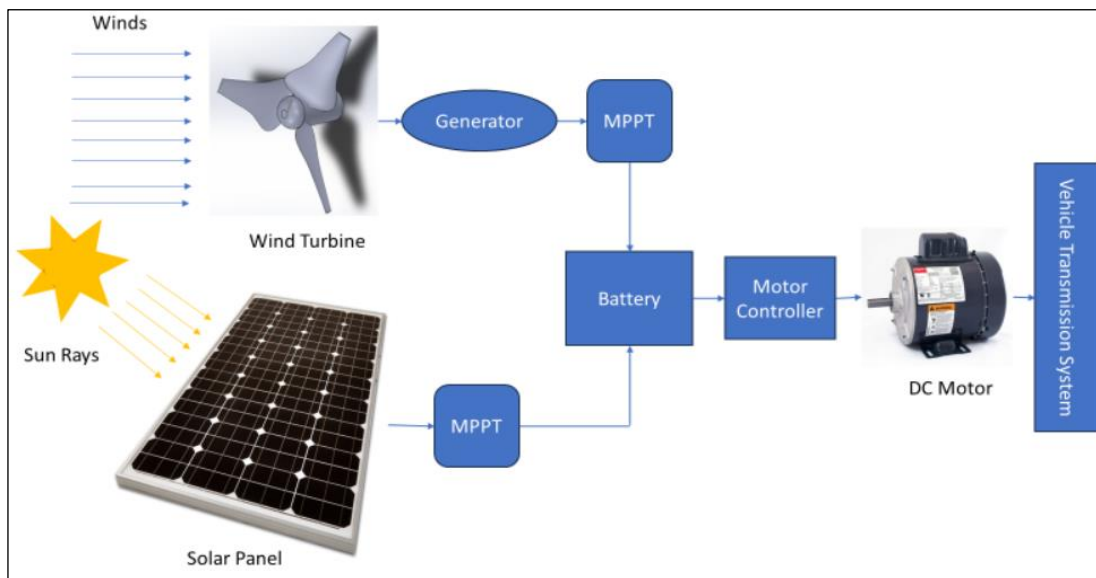 Winds
Generator
MPPT
Wind Turbine
Sun Rays
Battery
Motor
Controller
DC Motor
Vehicle Transmission
System
MPPT
Solar Panel